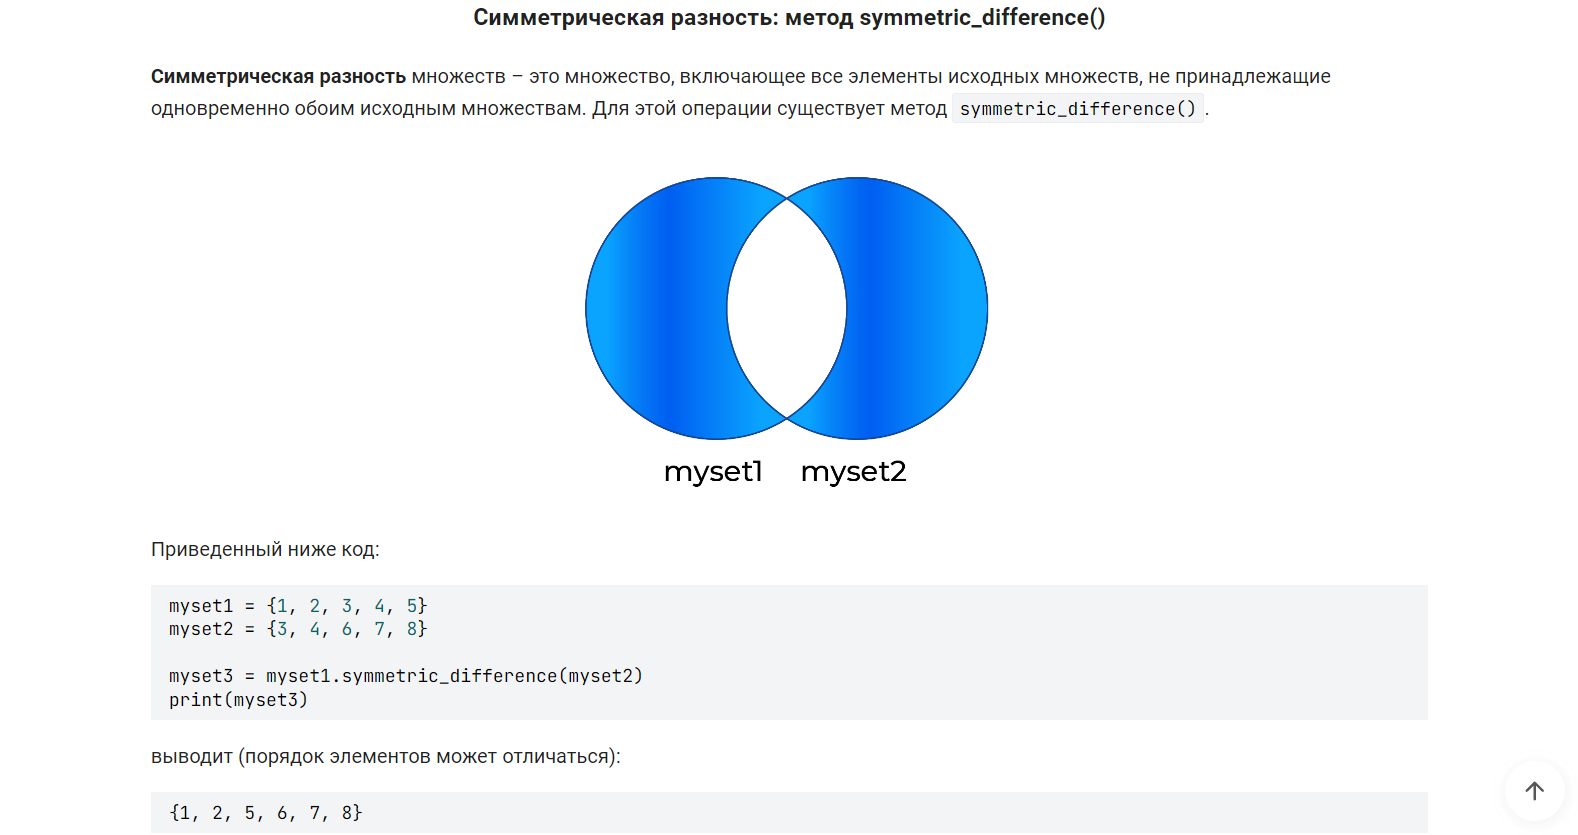 Симметрическая разность: метод symmetric_difference()
Симметрическая разность множеств – это множество, включающее все элементы исходных множеств, не принадлежащие
одновременно обоим исходным множествам. Для этой операции существует метод symmetric_difference().
myset1 myset2
Приведенный ниже код:
myset1 = {1, 2, 3, 4, 5}
myset2 = {3, 4, 6, 7, 8}
myset3 = myset1.symmetric_difference(myset2)
print(myset3)
выводит (порядок элементов может отличаться):
{1, 2, 5, 6, 7, 8}